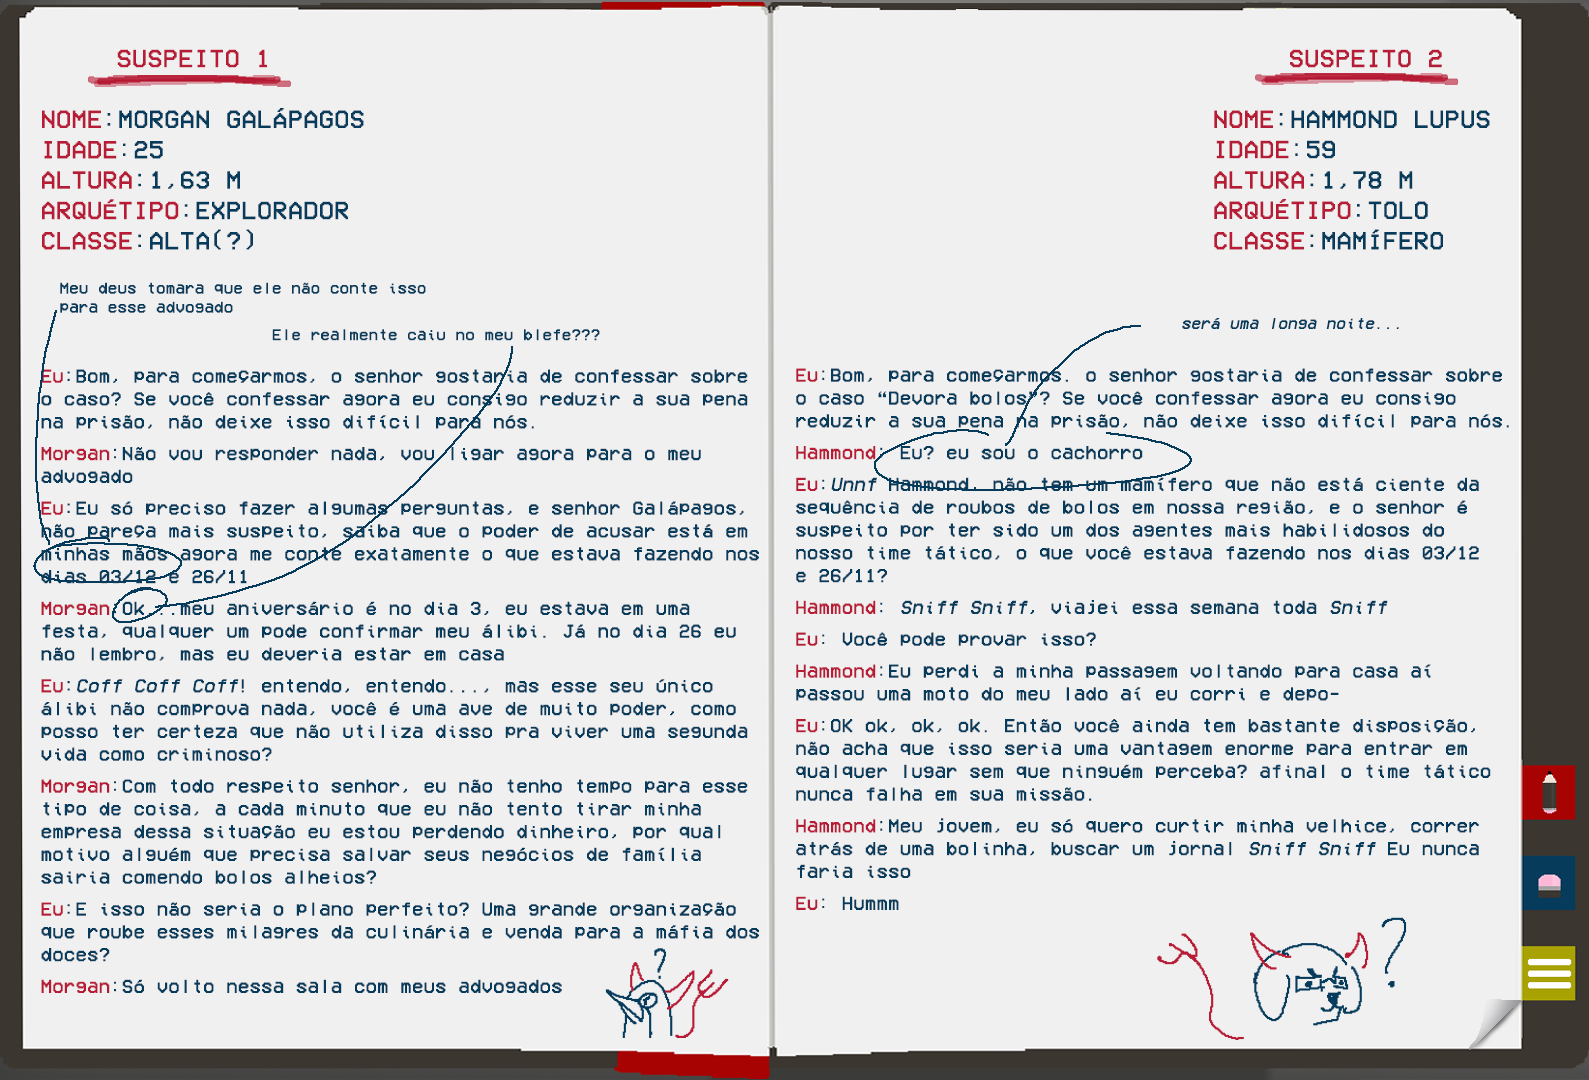 SUSPEITO 1
NOME:MORGAN GALÁPAGOS
IDADE:25
ALTURA:1,63 M
ARQUÉTIPO:EXPLORADOR
CLASSE:ALTA(?)
Meu deus tomara que ele não conte isso
para esse advogado
Ele realmente caiu no meu blefe???
Eu:Bom, para começarmos, o senhor gostaria de confessar sobre
o caso? Se você confessar agora eu consigo reduzir a sua pena
na prisão, não deixe isso difícil para nós.
Morgan:Não vou responder nada, vou ligar agora para o meu
advogado
Eu:Eu só preciso fazer algumas perguntas, e senhor Galápagos,
não pareça mais suspeito, saiba que o poder de acusar está em
minhas mãos agora me conte exatamente o que estava fazendo nos
dias 03/12 e 26/11
Morgan:Ok...meu aniversário é no dia 3, eu estava em uma
festa, qualquer um pode confirmar meu álibi. Já no dia 26 eu
não lembro, mas eu deveria estar em casa
Eu:Coff Coff Coff! entendo, entendo..., mas esse seu único
álibi não comprova nada, você é uma ave de muito poder, como
posso ter certeza que não utiliza disso pra viver uma segunda
vida como criminoso?
Morgan:Com todo respeito senhor, eu não tenho tempo para esse
tipo de coisa, a cada minuto que eu não tento tirar minha
empresa dessa situação eu estou perdendo dinheiro, por qual
motivo alguém que precisa salvar seus negócios de família
sairia comendo bolos alheios?
Eu:E isso não seria o plano perfeito? Uma grande organização
que roube esses milagres da culinária e venda para a máfia dos
doces?
Morgan:Só volto nessa sala com meus advogados
?
SUSPEITO 2
NOME:HAMMOND LUPUS
IDADE:59
ALTURA:1,78 M
ARQUÉTIPO:TOLO
CLASSE:MAMÍFERO
será uma longa noite...
Eu:Bom, para começarmos. o senhor gostaria de confessar sobre
o caso “Devora bolos”? Se você confessar agora eu consigo
reduzir a sua pena na prisão, não deixe isso difícil para nós.
Hammond: Eu? eu sou o cachorro
Eu:Unnf Hammond, não tem um mamífero que não está ciente da
sequência de roubos de bolos em nossa região, e o senhor é
suspeito por ter sido um dos agentes mais habilidosos do
nosso time tático, o que você estava fazendo nos dias 03/12
e 26/11?
Hammond: Sniff Sniff, viajei essa semana toda Sniff
Eu: Você pode provar isso?
Hammond:Eu perdi a minha passagem voltando para casa aí
passou uma moto do meu lado aí eu corri e depo-
Eu:OK ok, ok, ok. Então você ainda tem bastante disposição,
não acha que isso seria uma vantagem enorme para entrar em
qualquer lugar sem que ninguém perceba? afinal o time tático
nunca falha em sua missão.
Hammond:Meu jovem, eu só quero curtir minha velhice, correr
atrás de uma bolinha, buscar um jornal Sniff Sniff Eu nunca
faria isso
Eu: Hummm
?